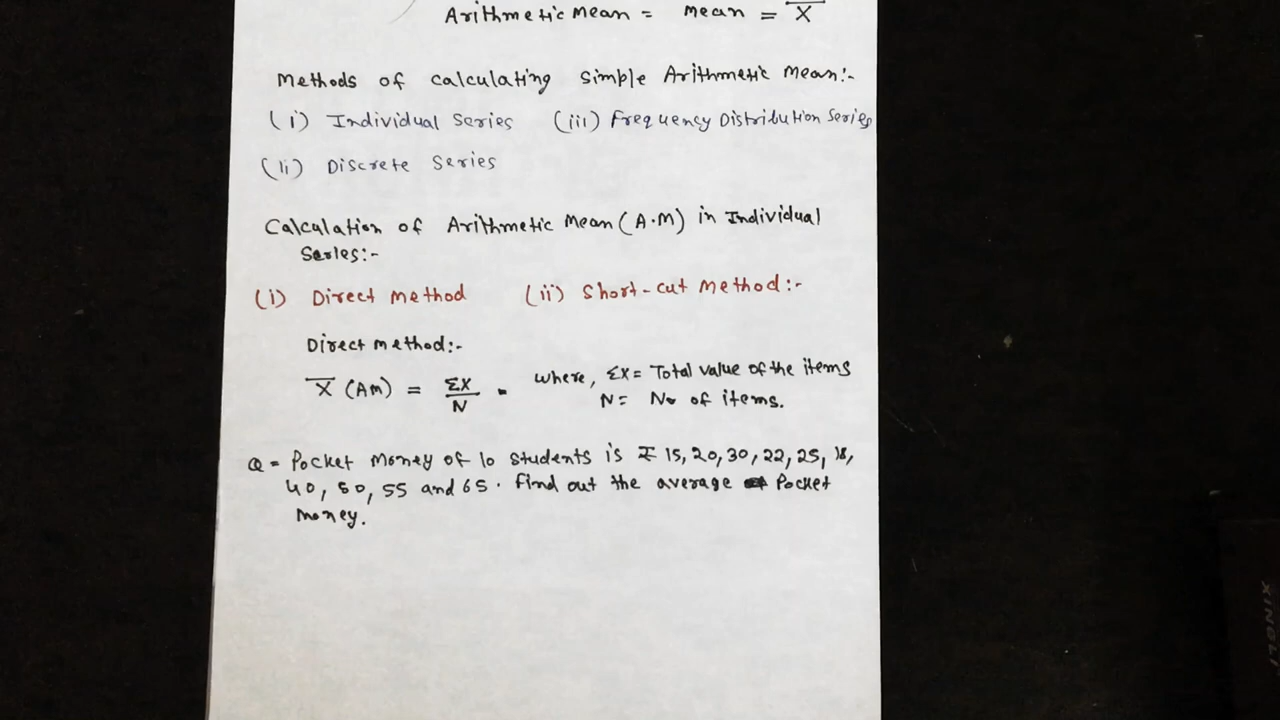 Arithmetic Mean = Mean = X̅
Methods of calculating Simple Arithmetic Mean:-
(i) Individual Series (iii) Frequency Distribution Series
(ii) Discrete Series
Calculation of Arithmetic Mean (A.M) in Individual
Series:-
(i) Direct Method (ii) Short-cut Method:-
Direct method:-
X̅ (AM) = ΣX/N . where, ΣX = Total value of the items
N = No of items.
Q = Pocket Money of 10 students is ₹ 15, 20, 30, 22, 25, 18,
40, 50, 55 and 65. Find out the average Pocket
Money.